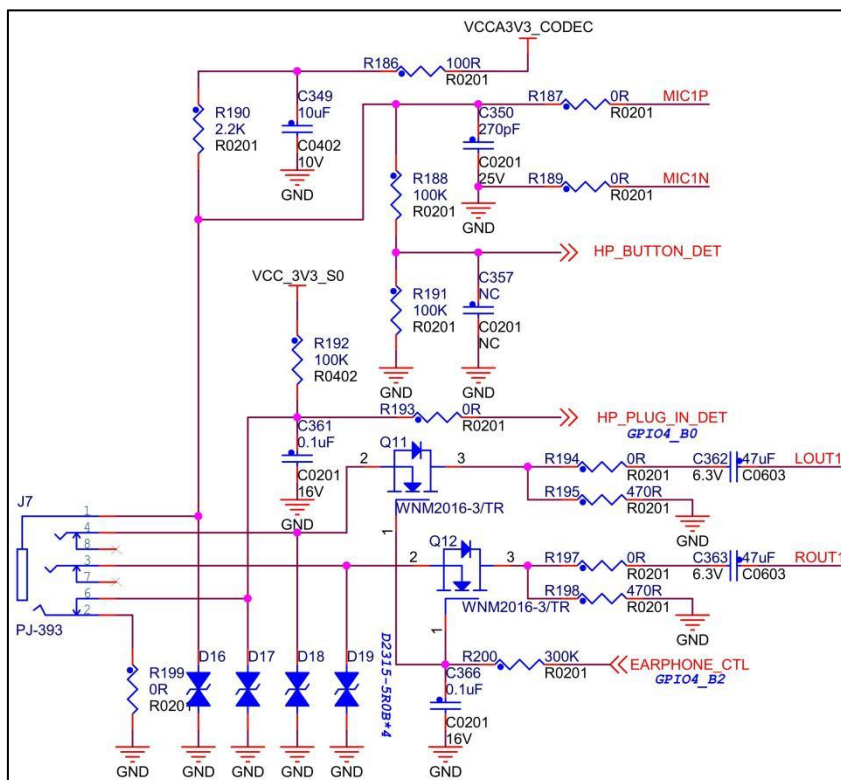 VCCA3V3_CODEC
R186
100R
R0201
R190
2.2K
R0201
C349
10uF
C0402
10V
GND
C350
270pF
C0201
25V
GND
R187
0R
R0201
MIC1P
R188
100K
R0201
R189
0R
R0201
MIC1N
HP_BUTTON_DET
VCC_3V3_S0
R191
100K
R0201
GND
C357
NC
C0201
NC
GND
R192
100K
R0402
R193
0R
R0201
HP_PLUG_IN_DET
GPIO4_B0
C361
0.1uF
C0201
16V
GND
Q11
2
3
1
WNM2016-3/TR
R194
0R
R0201
C362
6.3V
47uF
C0603
LOUT1
R195
470R
R0201
GND
J7
1
4
8
3
7
6
2
PJ-393
Q12
2
3
1
WNM2016-3/TR
R197
0R
R0201
C363
6.3V
47uF
C0603
ROUT1
R198
470R
R0201
GND
R199
0R
R0201
GND
D16
GND
D17
GND
D18
GND
D19
GND
D2315-5R0B*4
C366
0.1uF
C0201
16V
GND
R200
300K
R0201
EARPHONE_CTL
GPIO4_B2